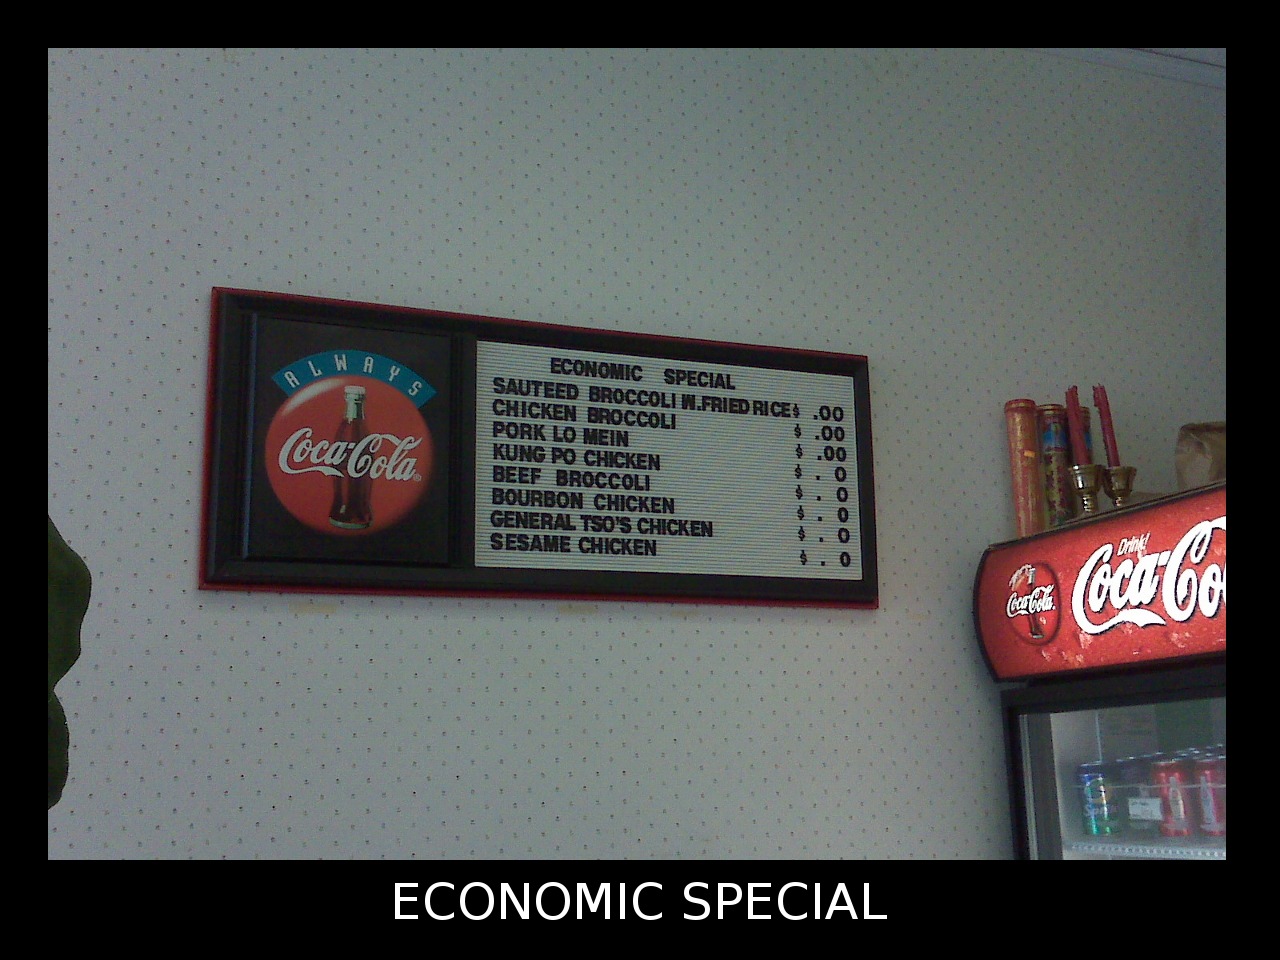 ALWAYS
Coca-Cola
ECONOMIC SPECIAL
SAUTEED BROCCOLI W.FRIED RICE $ .00
CHICKEN BROCCOLI $ .00
PORK LO MEIN $ .00
KUNG PO CHICKEN $ . 0
BEEF BROCCOLI $ . 0
BOURBON CHICKEN $ . 0
GENERAL TSO'S CHICKEN $ . 0
SESAME CHICKEN $ . 0
Drink!
Coca-Cola
Coca-Co
ECONOMIC SPECIAL